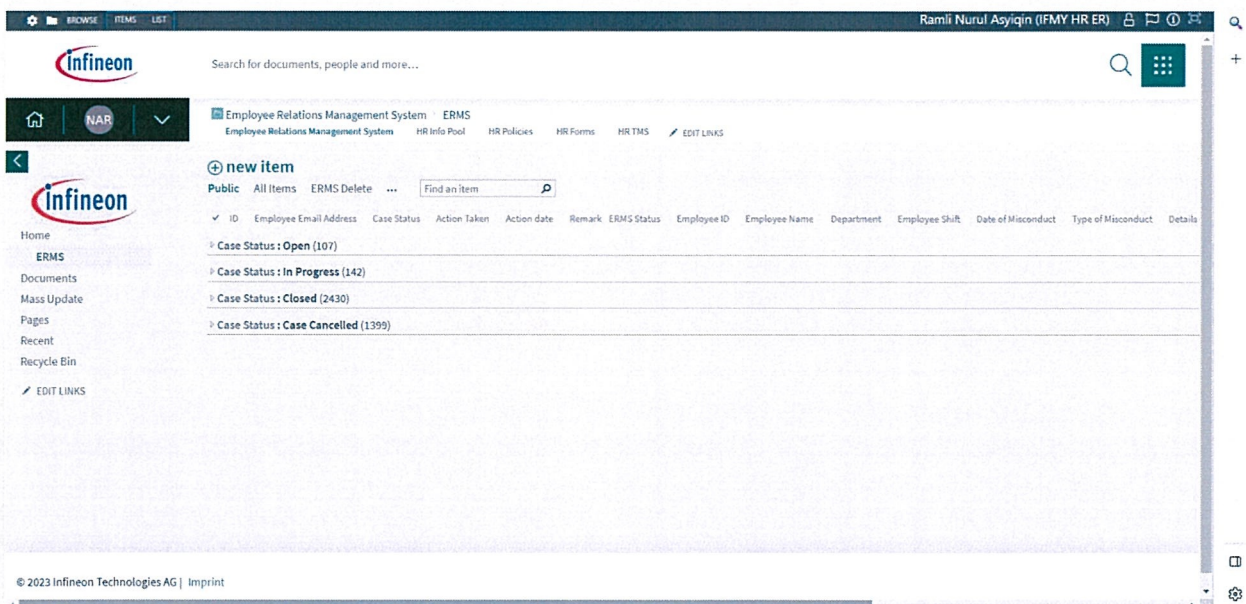 BROWSE ITEMS LIST
Ramli Nurul Asyiqin (IFMY HR ER)
infineon
Search for documents, people and more...
NAR
Employee Relations Management System ERMS
Employee Relations Management System HR Info Pool HR Policies HR Forms HR TMS EDIT LINKS
new item
Public All Items ERMS Delete ... Find an item
infineon
ID Employee Email Address Case Status Action Taken Action date Remark ERMS Status Employee ID Employee Name Department Employee Shift Date of Misconduct Type of Misconduct Details
Home
Case Status : Open (107)
ERMS
Case Status : In Progress (142)
Documents
Mass Update
Case Status : Closed (2430)
Pages
Case Status : Case Cancelled (1399)
Recent
Recycle Bin
EDIT LINKS
© 2023 Infineon Technologies AG | Imprint